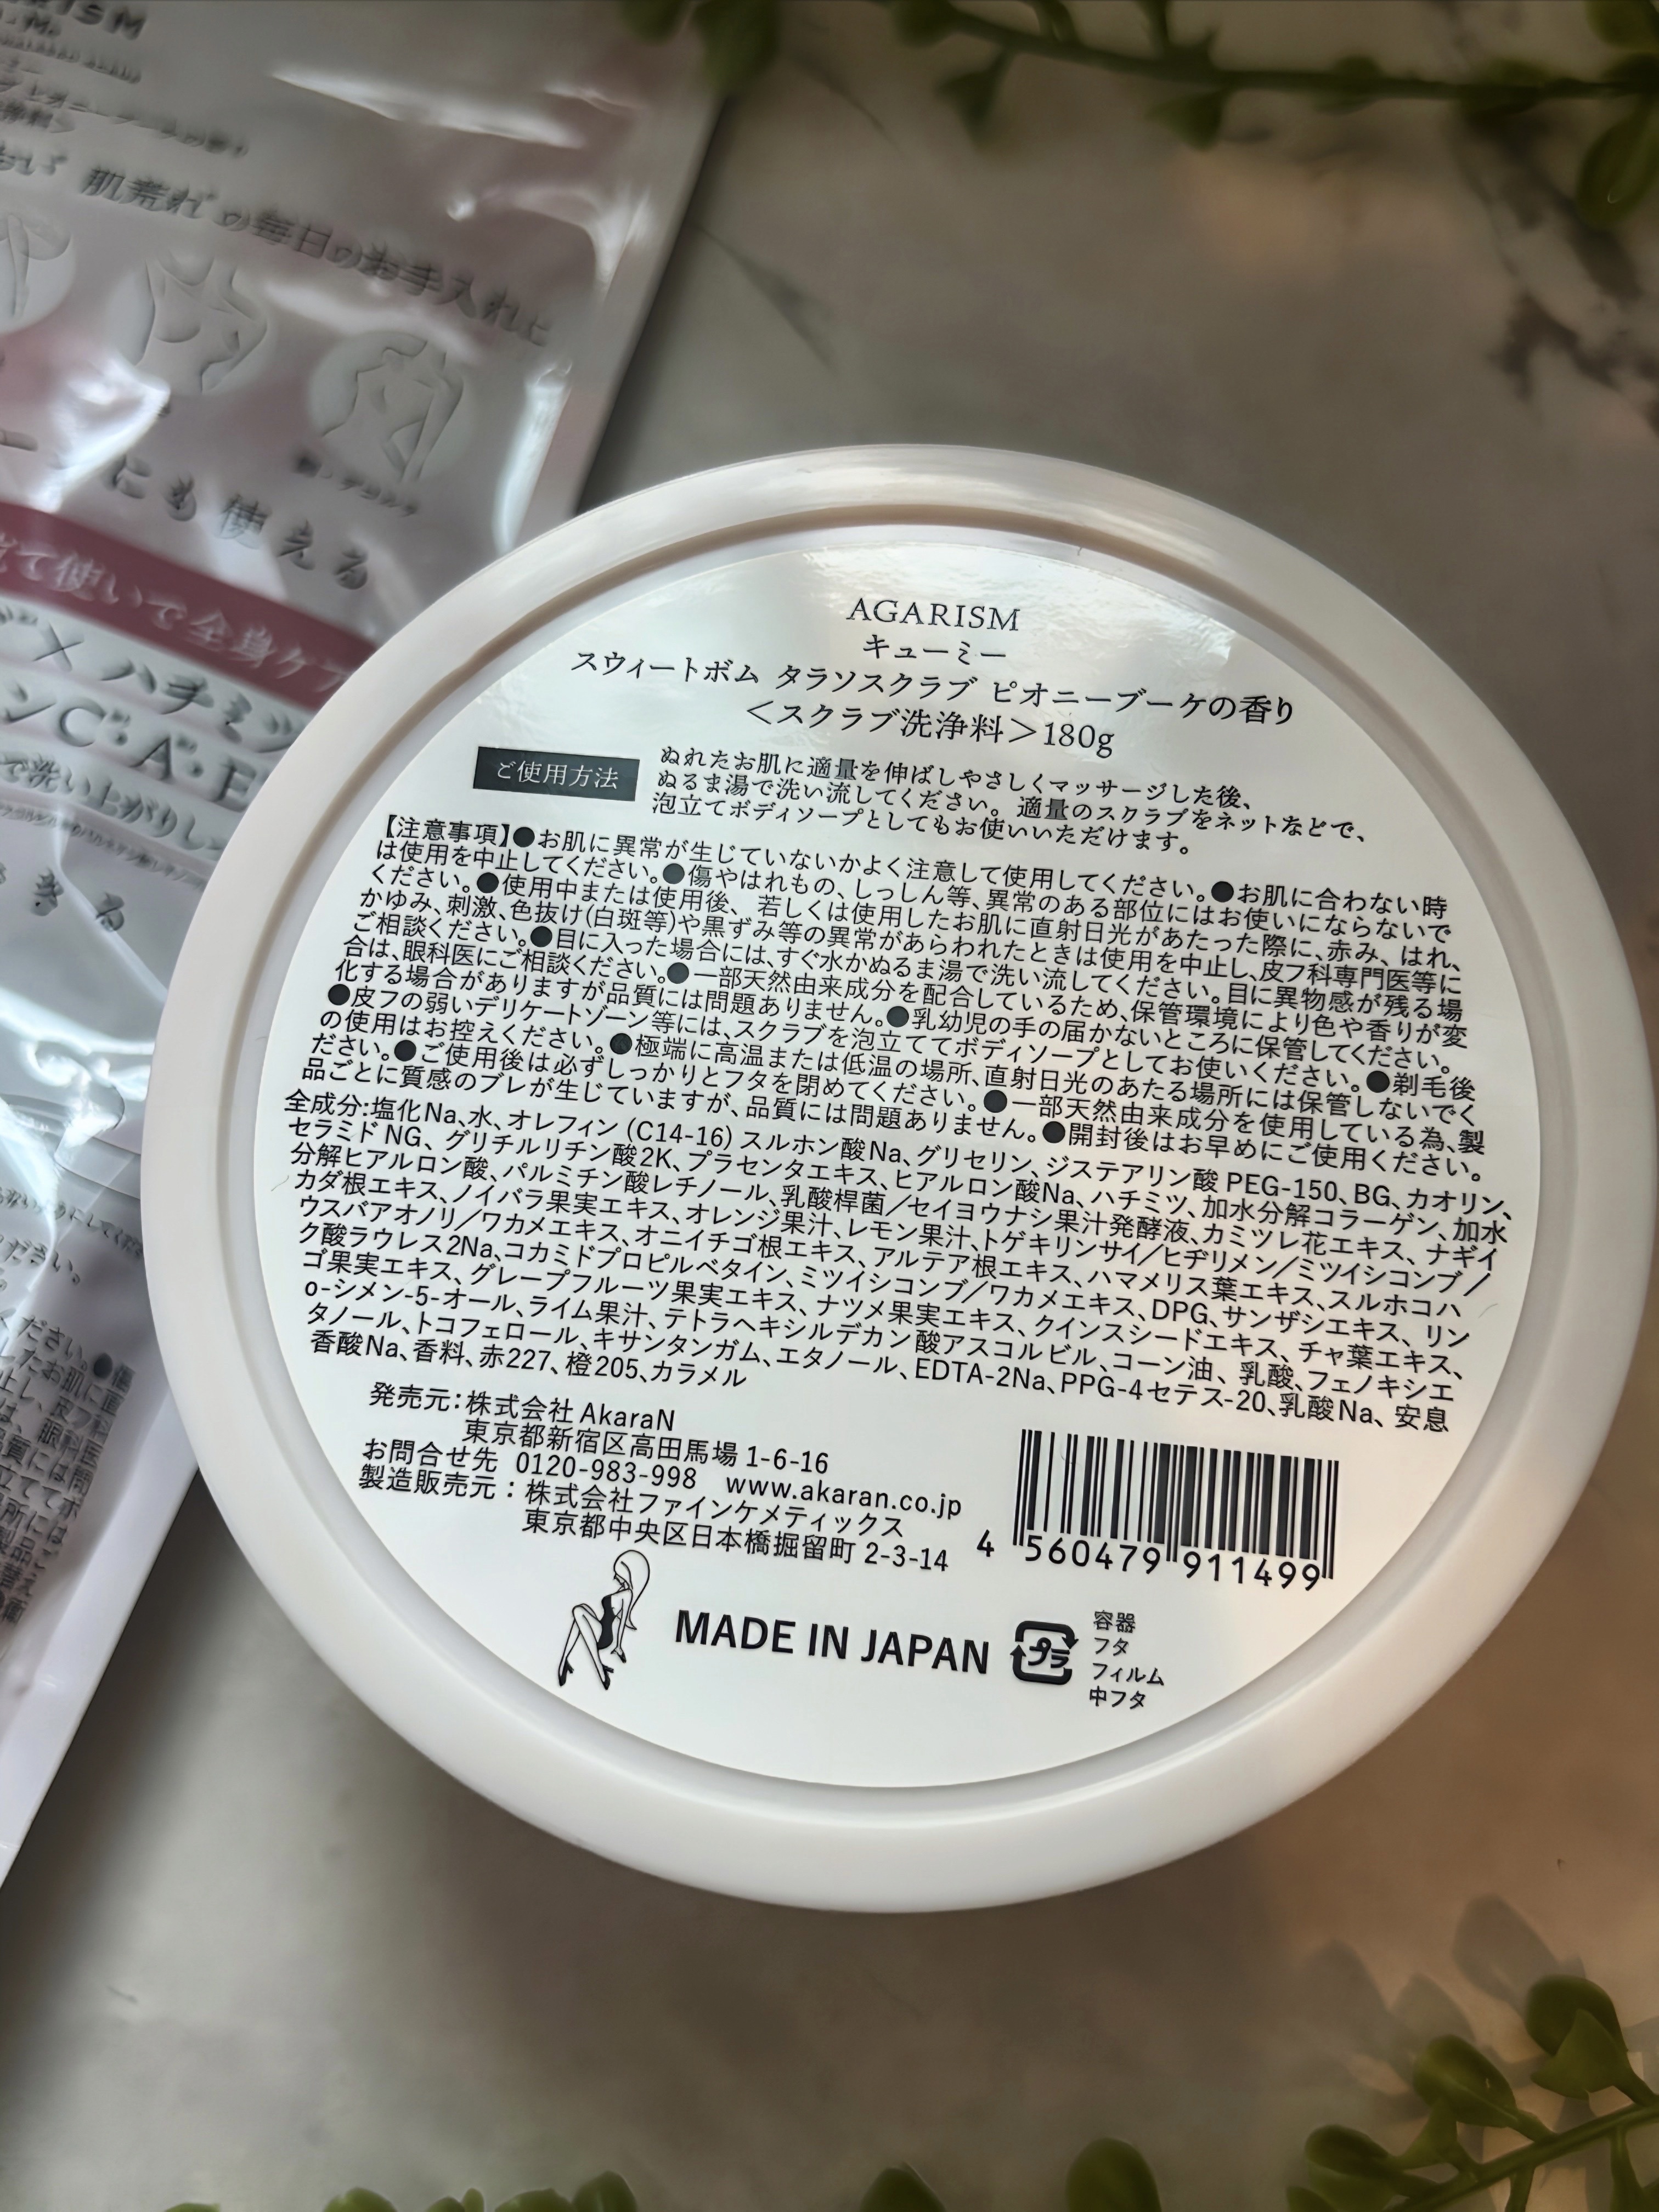 AGARISM
キューミー
スウィートボム タラソスクラブ ピオニーブーケの香り
＜スクラブ洗浄料＞180g
ご使用方法
ぬれたお肌に適量を伸ばしやさしくマッサージした後、
ぬるま湯で洗い流してください。適量のスクラブをネットなどで、
泡立てボディソープとしてもお使いいただけます。
【注意事項】●お肌に異常が生じていないかよく注意して使用してください。●お肌に合わない時
は使用を中止してください。●傷やはれもの、しっしん等、異常のある部位にはお使いにならないで
ください。●使用中または使用後、若しくは使用したお肌に直射日光があたった際に、赤み、はれ、
かゆみ、刺激、色抜け(白斑等)や黒ずみ等の異常があらわれたときは使用を中止し、皮フ科専門医等に
ご相談ください。●目に入った場合には、すぐ水かぬるま湯で洗い流してください。目に異物感が残る場
合は、眼科医にご相談ください。●一部天然由来成分を配合しているため、保管環境により色や香りが変
化する場合がありますが品質には問題ありません。●乳幼児の手の届かないところに保管してください。
●皮フの弱いデリケートゾーン等には、スクラブを泡立ててボディソープとしてお使いください。●剃毛後
の使用はお控えください。●極端に高温または低温の場所、直射日光のあたる場所には保管しないでく
ださい。●ご使用後は必ずしっかりとフタを閉めてください。●一部天然由来成分を使用している為、製
品ごとに質感のブレが生じていますが、品質には問題ありません。●開封後はお早めにご使用ください。
全成分:塩化Na、水、オレフィン (C14-16) スルホン酸Na、グリセリン、ジステアリン酸 PEG-150、BG、カオリン、
セラミド NG、グリチルリチン酸2K、プラセンタエキス、ヒアルロン酸Na、ハチミツ、加水分解コラーゲン、加水
分解ヒアルロン酸、パルミチン酸レチノール、乳酸桿菌／セイヨウナシ果汁発酵液、カミツレ花エキス、ナギイ
カダ根エキス、ノイバラ果実エキス、オレンジ果汁、レモン果汁、トゲキリンサイ／ヒヂリメン／ミツイシコンブ／
ウスバアオノリ／ワカメエキス、オニイチゴ根エキス、アルテア根エキス、ハマメリス葉エキス、スルホコハ
ク酸ラウレス2Na、コカミドプロピルベタイン、ミツイシコンブ／ワカメエキス、DPG、サンザシエキス、リン
ゴ果実エキス、グレープフルーツ果実エキス、ナツメ果実エキス、クインスシードエキス、チャ葉エキス、
o-シメン-5-オール、ライム果汁、テトラヘキシルデカン酸アスコルビル、コーン油、乳酸、フェノキシエ
タノール、トコフェロール、キサンタンガム、エタノール、EDTA-2Na、PPG-4セテス-20、乳酸Na、安息
香酸Na、香料、赤227、橙205、カラメル
発売元：株式会社 AkaraN
東京都新宿区高田馬場 1-6-16
お問合せ先 0120-983-998 www.akaran.co.jp
製造販売元：株式会社ファインケメティックス
東京都中央区日本橋掘留町 2-3-14
4 560479 911499
MADE IN JAPAN
プラ
容器
フタ
フィルム
中フタ
肌荒れの毎日のお手入れに
首・デコルテ
にも使える
て使いで全身ケア
×ハチミツ
ンC・A・E
で洗い上がりし
きる